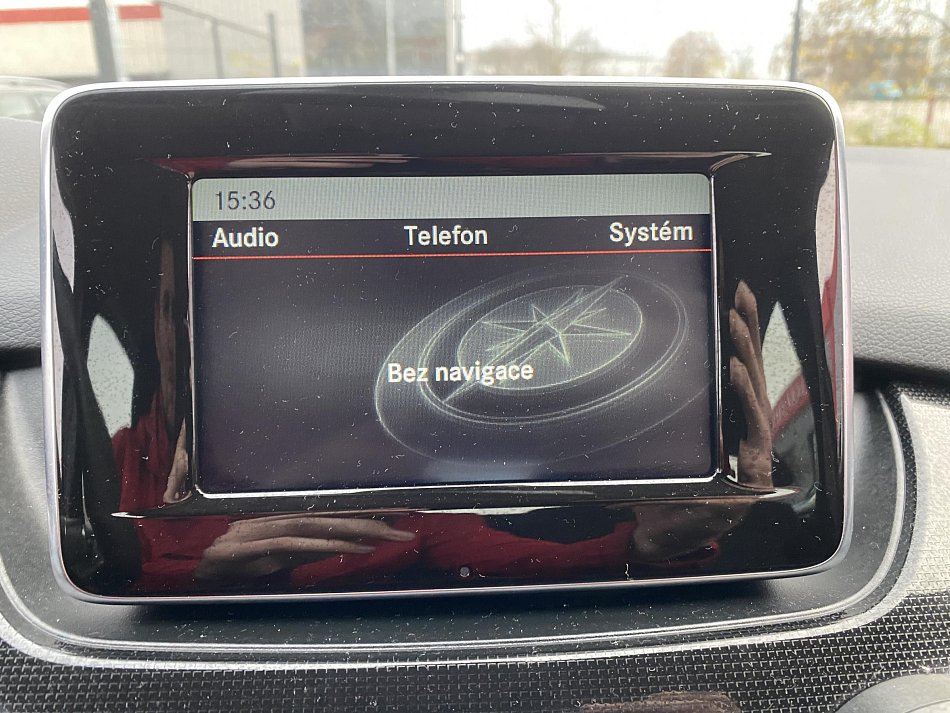 15:36
Audio Telefon Systém
Bez navigace